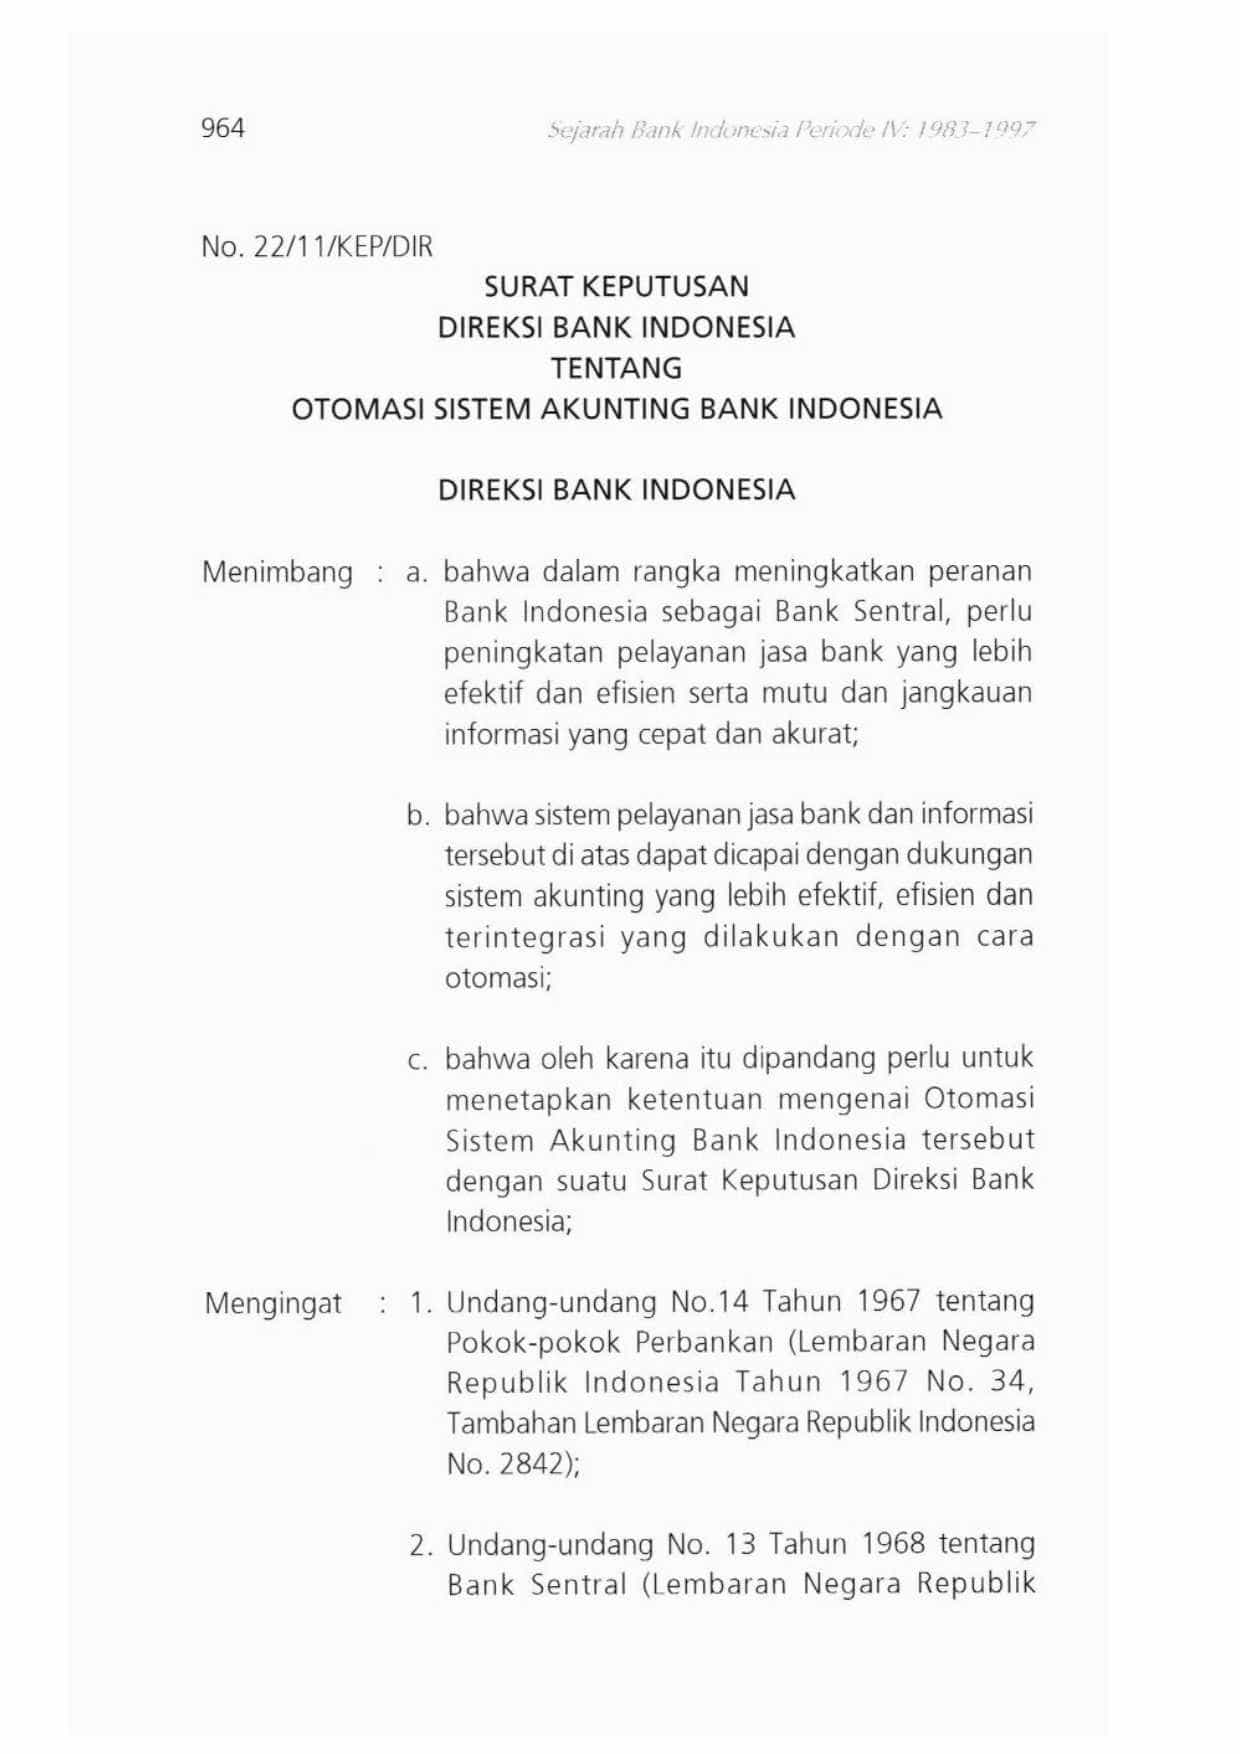 964 Sejarah Bank Indonesia Periode IV: 1983–1997
No. 22/11/KEP/DIR
SURAT KEPUTUSAN
DIREKSI BANK INDONESIA
TENTANG
OTOMASI SISTEM AKUNTING BANK INDONESIA
DIREKSI BANK INDONESIA
Menimbang : a. bahwa dalam rangka meningkatkan peranan
Bank Indonesia sebagai Bank Sentral, perlu
peningkatan pelayanan jasa bank yang lebih
efektif dan efisien serta mutu dan jangkauan
informasi yang cepat dan akurat;
b. bahwa sistem pelayanan jasa bank dan informasi
tersebut di atas dapat dicapai dengan dukungan
sistem akunting yang lebih efektif, efisien dan
terintegrasi yang dilakukan dengan cara
otomasi;
c. bahwa oleh karena itu dipandang perlu untuk
menetapkan ketentuan mengenai Otomasi
Sistem Akunting Bank Indonesia tersebut
dengan suatu Surat Keputusan Direksi Bank
Indonesia;
Mengingat : 1. Undang-undang No.14 Tahun 1967 tentang
Pokok-pokok Perbankan (Lembaran Negara
Republik Indonesia Tahun 1967 No. 34,
Tambahan Lembaran Negara Republik Indonesia
No. 2842);
2. Undang-undang No. 13 Tahun 1968 tentang
Bank Sentral (Lembaran Negara Republik